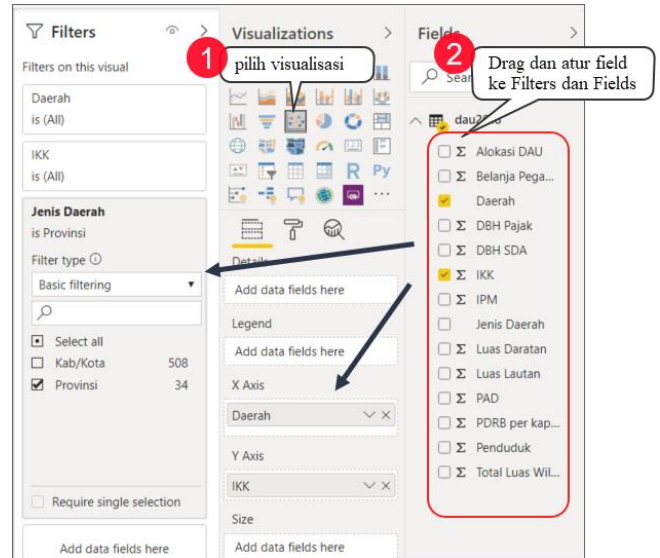 Filters
Filters on this visual
Daerah
is (All)
IKK
is (All)
Jenis Daerah
is Provinsi
Filter type
Basic filtering
Select all
Kab/Kota 508
Provinsi 34
Require single selection
Add data fields here
Visualizations
1
pilih visualisasi
R Py
Details
Add data fields here
Legend
Add data fields here
X Axis
Daerah
Y Axis
IKK
Size
Add data fields here
Fields
2
Drag dan atur field
ke Filters dan Fields
Σ Alokasi DAU
Σ Belanja Pega...
Daerah
Σ DBH Pajak
Σ DBH SDA
Σ IKK
Σ IPM
Jenis Daerah
Σ Luas Daratan
Σ Luas Lautan
Σ PAD
Σ PDRB per kap...
Σ Penduduk
Σ Total Luas Wil...